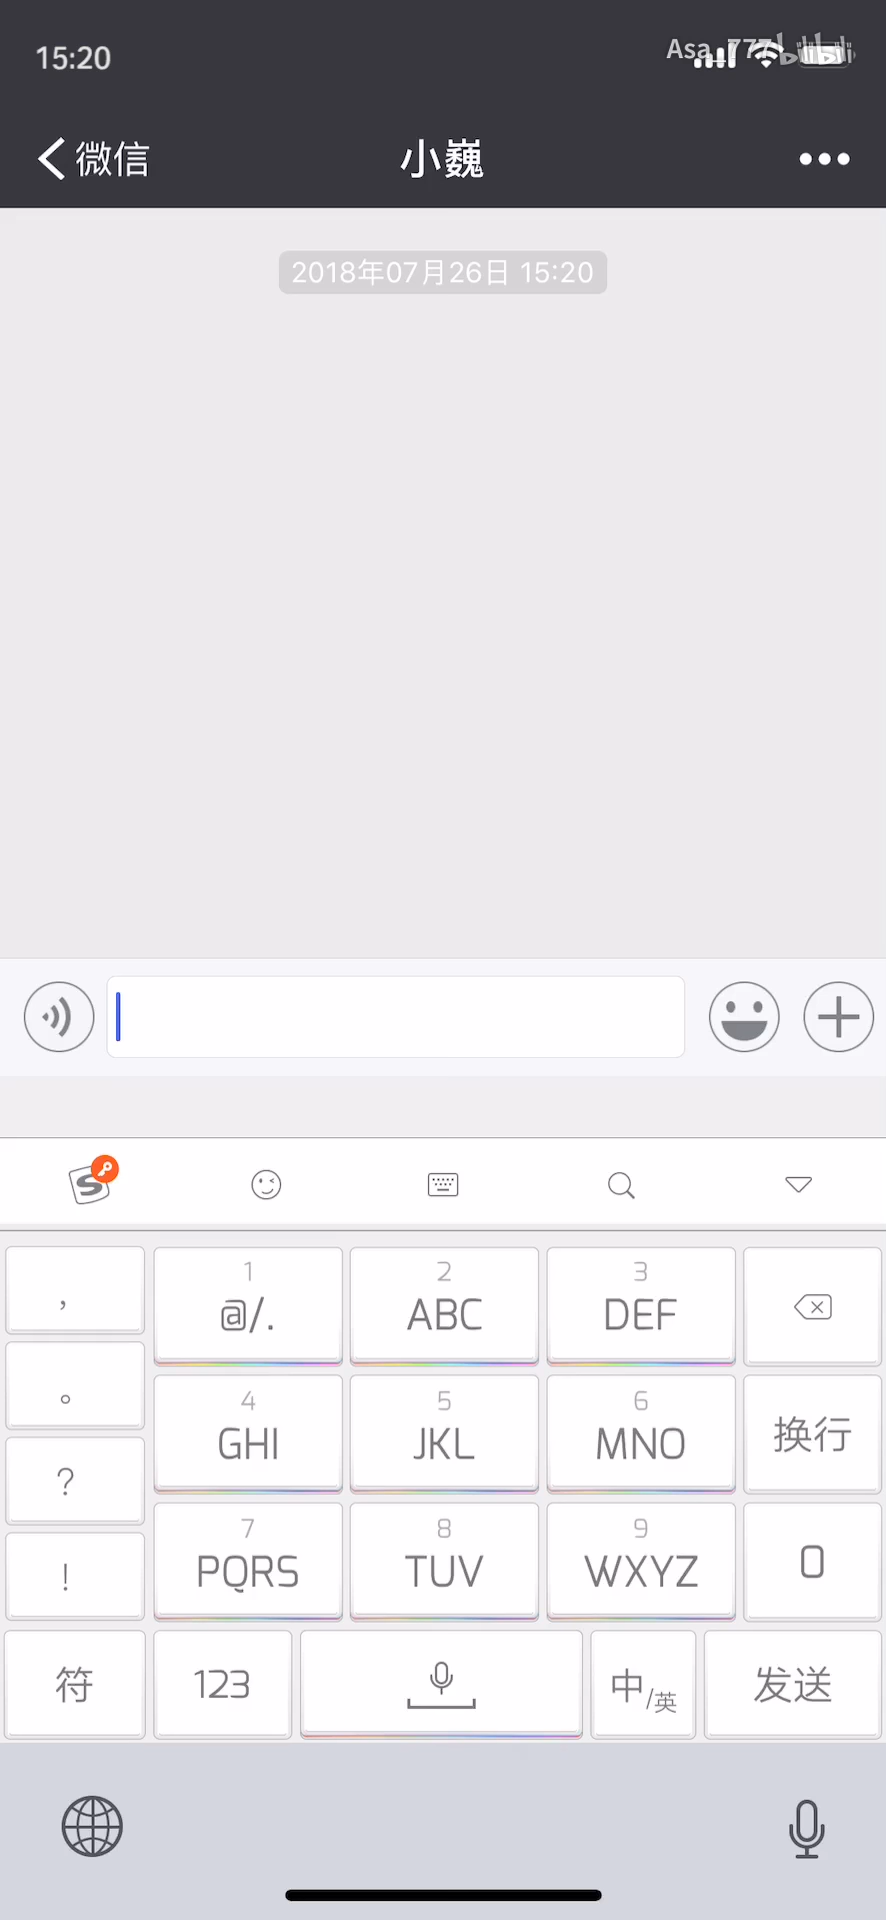 15:20
Asa_777 bilibili
微信
小巍
2018年07月26日 15:20
,
1
@/.
2
ABC
3
DEF
。
4
GHI
5
JKL
6
MNO
换行
?
7
PQRS
8
TUV
9
WXYZ
0
!
符
123
中/英
发送